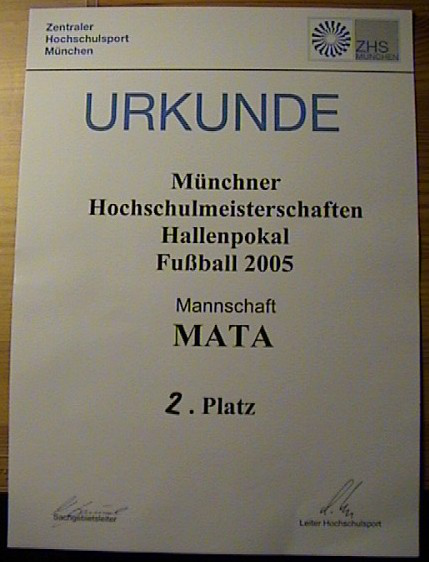 Zentraler
Hochschulsport
München
ZHS
MÜNCHEN
URKUNDE
Münchner
Hochschulmeisterschaften
Hallenpokal
Fußball 2005
Mannschaft
MATA
2. Platz
Sachgebietsleiter
Leiter Hochschulsport